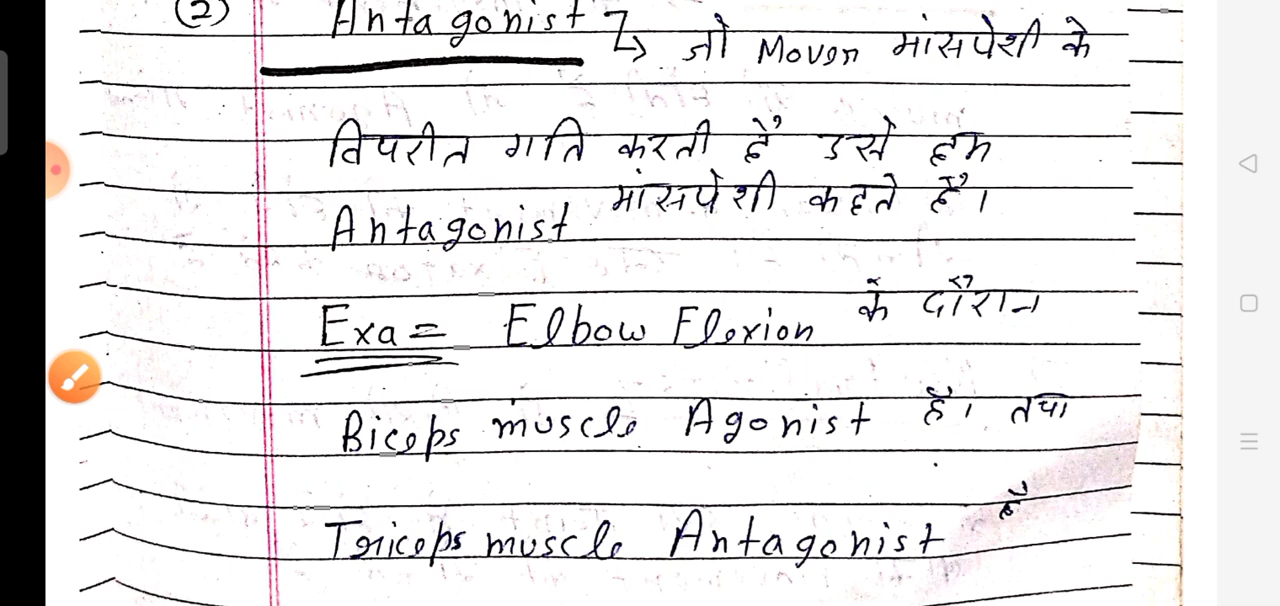 (2) Antagonist → जो Mover मांसपेशी के
विपरीत गति करती हैं उसे हम
Antagonist मांसपेशी कहते हैं।
Exa = Elbow Flexion के दौरान
Biceps muscle Agonist हैं। तथा
Triceps muscle Antagonist हैं